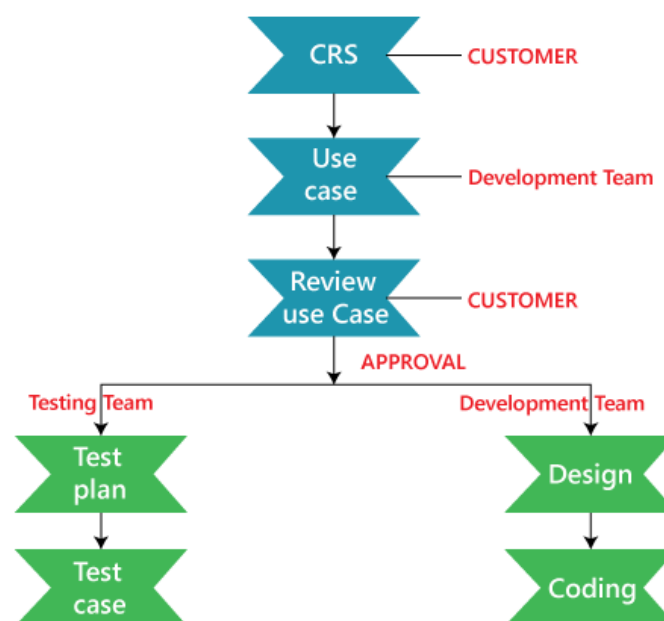 CRS
CUSTOMER
Use
case
Development Team
Review
use Case
CUSTOMER
APPROVAL
Testing Team
Development Team
Test
plan
Design
Test
case
Coding